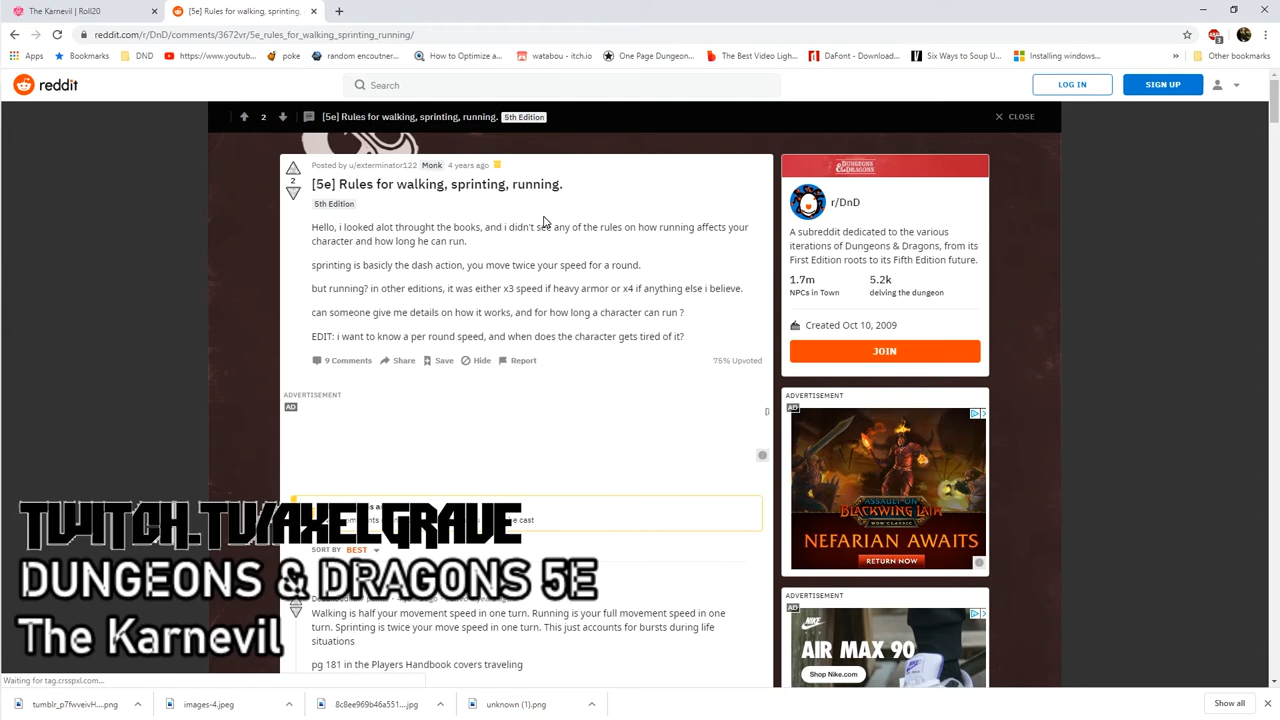 The Karnevil | Roll20
[5e] Rules for walking, sprinting,
reddit.com/r/DnD/comments/3672vr/5e_rules_for_walking_sprinting_running/
3
Apps
Bookmarks
https://www.youtube...
poke
random encoutner...
How to Optimize a...
watabou - itch.io
One Page Dungeon...
The Best Video Ligh...
DaFont - Download...
Six Ways to Soup U...
Installing windows...
»
Other bookmarks
reddit
Search
LOG IN
SIGN UP
2
[5e] Rules for walking, sprinting, running. 5th Edition
CLOSE
Posted by u/exterminator122 Monk 4 years ago
2
[5e] Rules for walking, sprinting, running.
5th Edition
Hello, i looked alot throught the books, and i didn't any of the rules on how running affects your
character and how long he can run.
sprinting is basicly the dash action, you move twice your speed for a round.
but running? in other editions, it was either x3 speed if heavy armor or x4 if anything else i believe.
can someone give me details on how it works, and for how long a character can run ?
EDIT: i want to know a per round speed, and when does the character gets tired of it?
9 Comments
Share
Save
Hide
Report
75% Upvoted
ADVERTISEMENT
AD
SORT BY BEST
Walking is half your movement speed in one turn. Running is your full movement speed in one
turn. Sprinting is twice your move speed in one turn. This just accounts for bursts during life
situations
pg 181 in the Players Handbook covers traveling
DUNGEONS & DRAGONS
r/DnD
A subreddit dedicated to the various
iterations of Dungeons & Dragons, from its
First Edition roots to its Fifth Edition future.
1.7m
NPCs in Town
5.2k
delving the dungeon
Created Oct 10, 2009
JOIN
ADVERTISEMENT
AD
ASSAULT ON
BLACKWING LAIR
WOW CLASSIC
NEFARIAN AWAITS
RETURN NOW
ADVERTISEMENT
AD
NIKE
AIR MAX 90
Shop Nike.com
TWITCH.TV/AXELGRAVE
DUNGEONS & DRAGONS 5E
The Karnevil
Waiting for tag.crsspxl.com...
tumblr_p7fwveivH....png
images-4.jpeg
8c8ee969b46a551....jpg
unknown (1).png
Show all